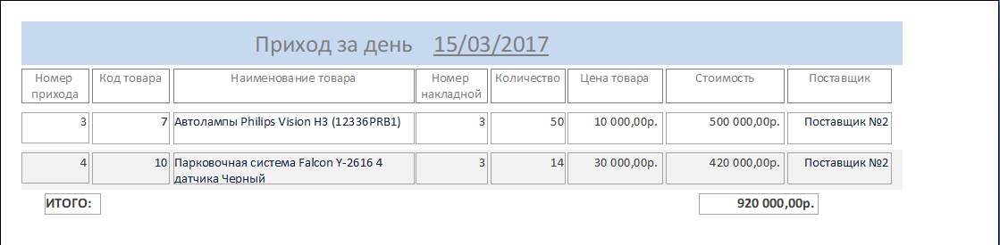 Приход за день 15/03/2017
Номер прихода Код товара Наименование товара Номер накладной Количество Цена товара Стоимость Поставщик
3 7 Автолампы Philips Vision H3 (12336PRB1) 3 50 10 000,00р. 500 000,00р. Поставщик №2
4 10 Парковочная система Falcon Y-2616 4 3 14 30 000,00р. 420 000,00р. Поставщик №2
датчика Черный
ИТОГО: 920 000,00р.